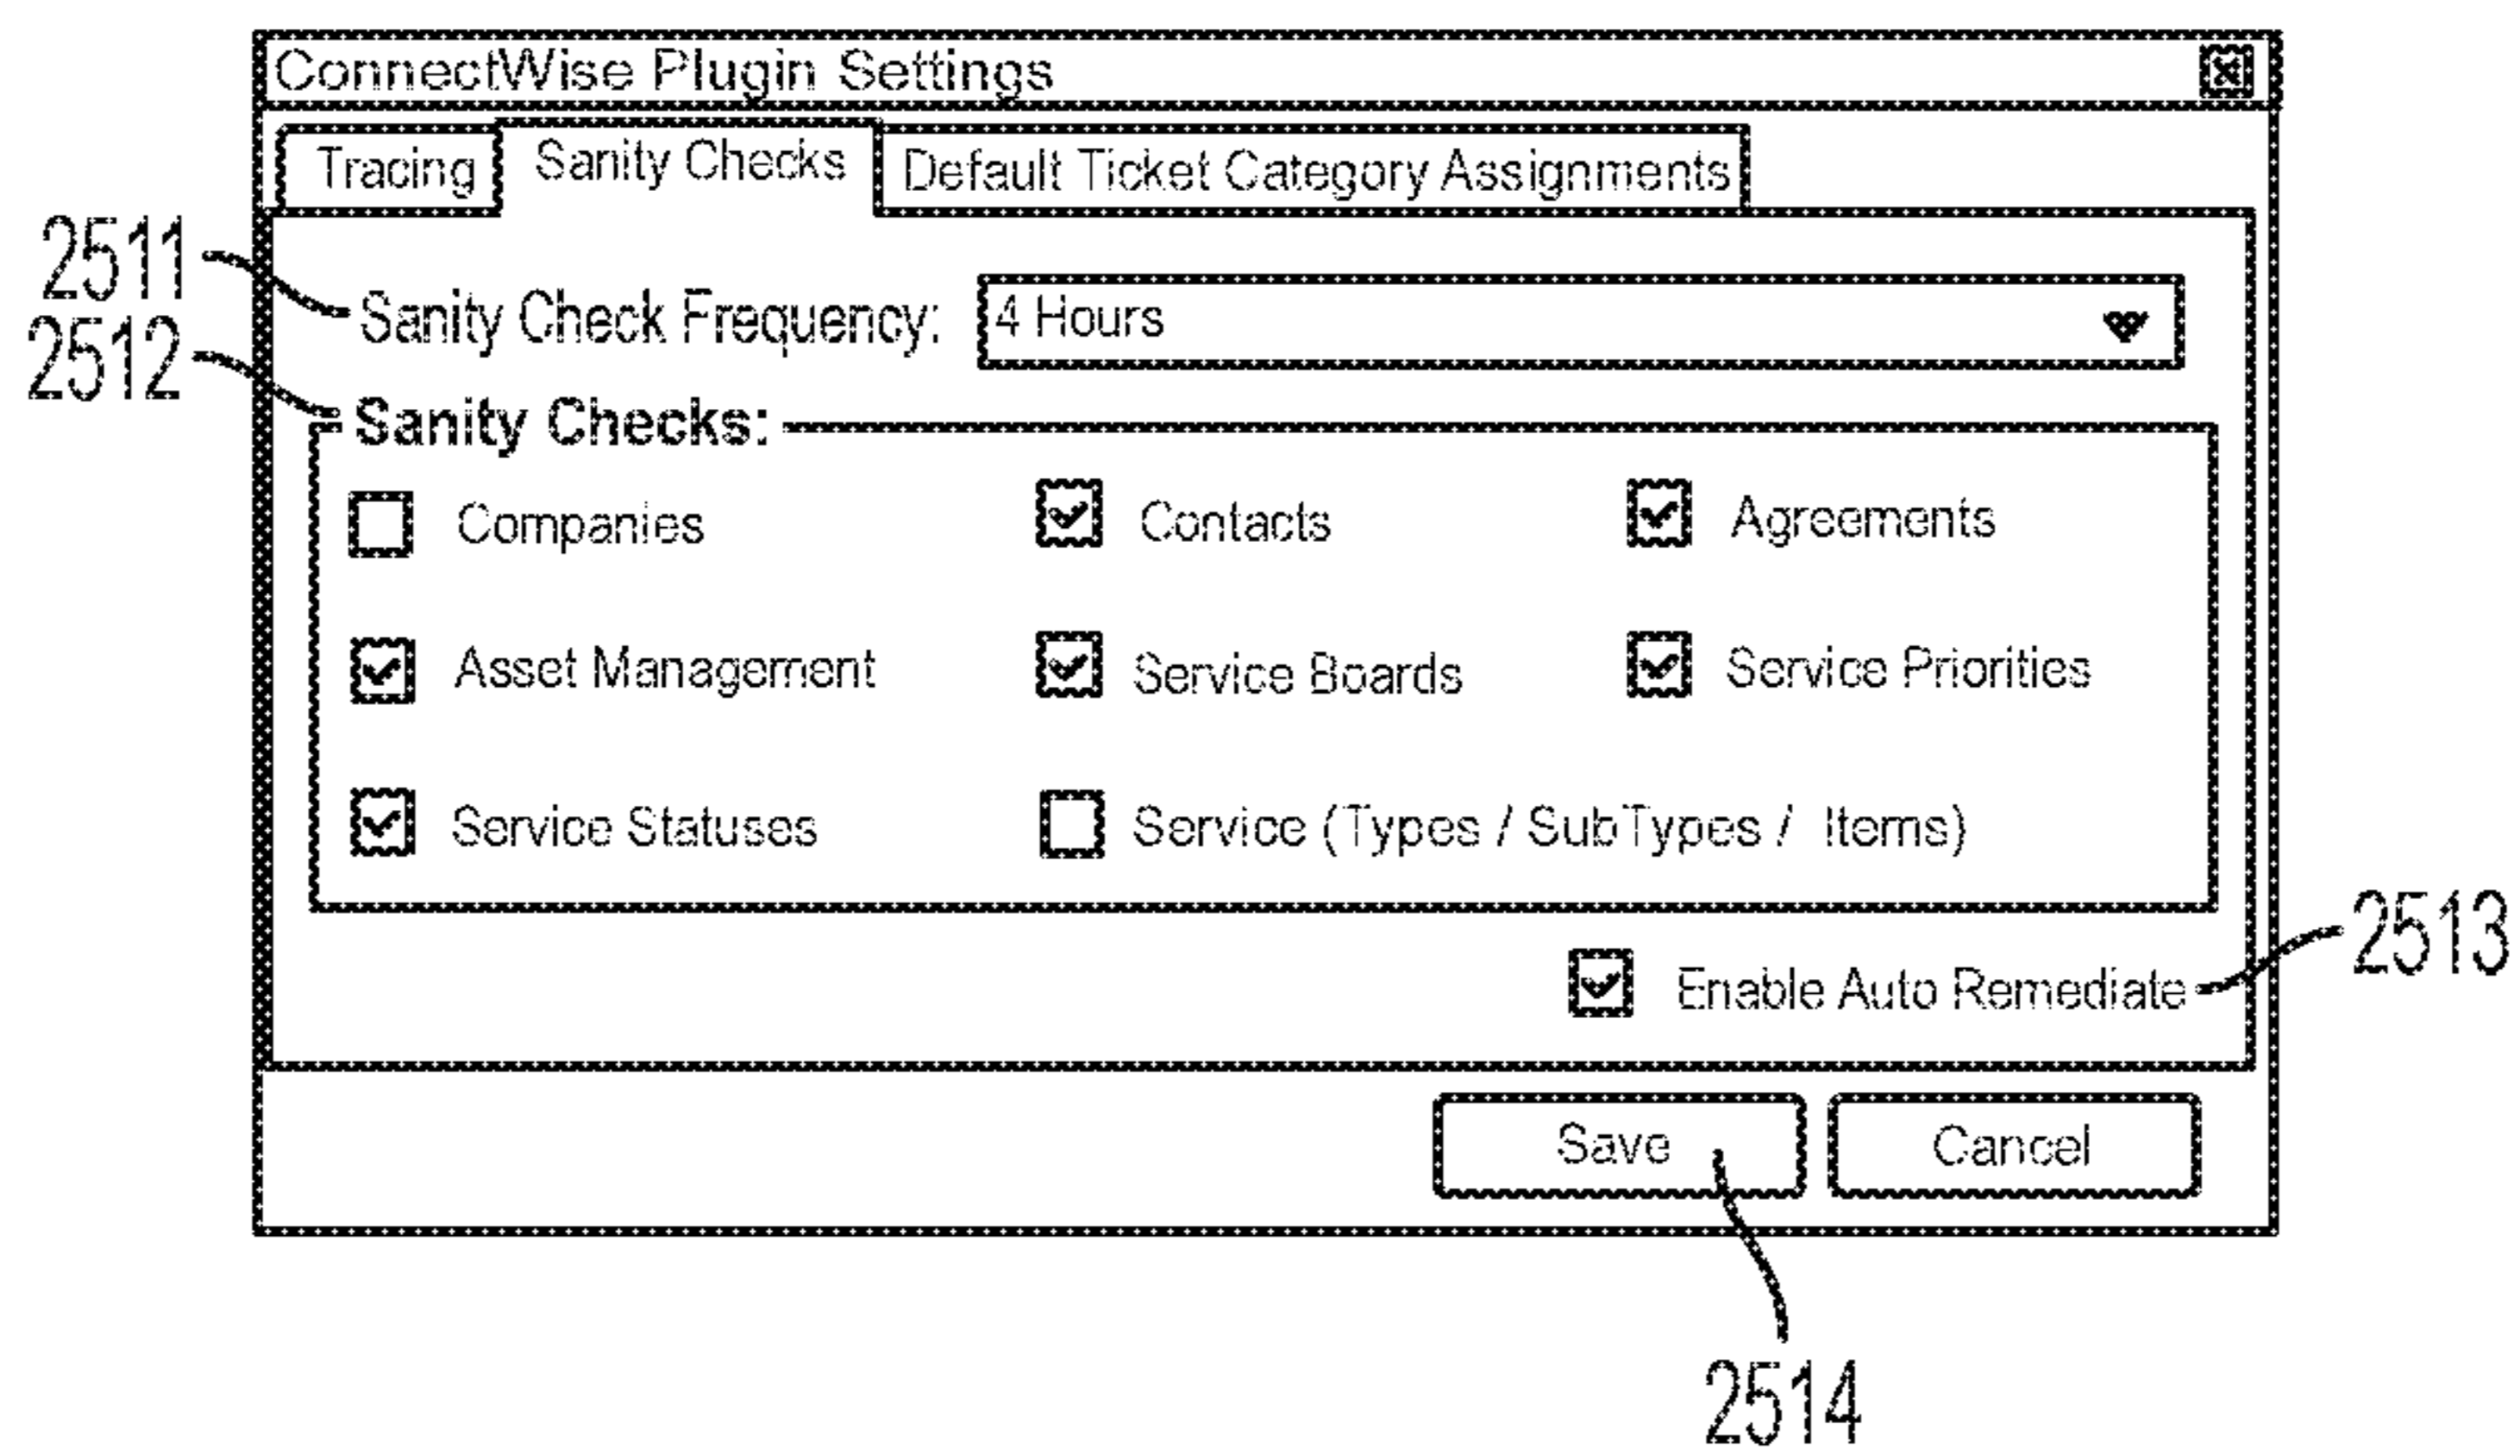 ConnectWise Plugin Settings
Tracing Sanity Checks Default Ticket Category Assignments
2511 Sanity Check Frequency: 4 Hours
2512 Sanity Checks:
Companies Contacts Agreements
Asset Management Service Boards Service Priorities
Service Statuses Service (Types / SubTypes / Items)
Enable Auto Remediate 2513
Save Cancel
2514